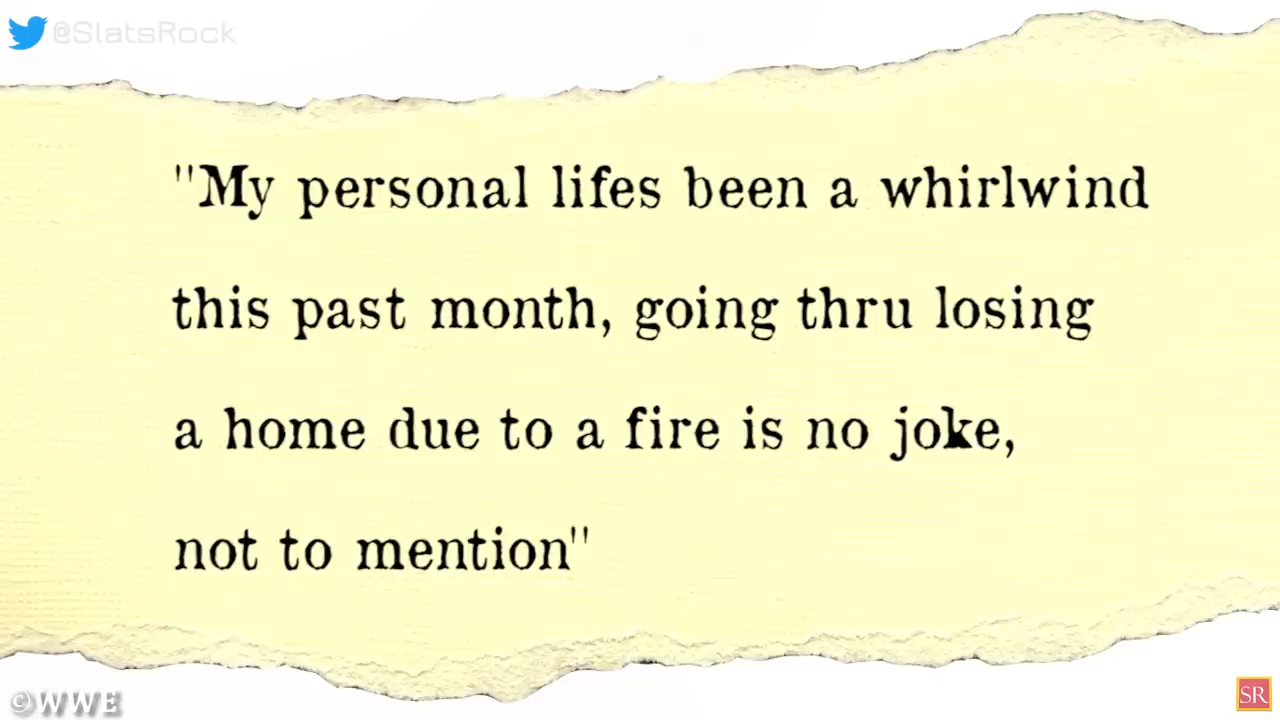 @SlatsRock
"My personal lifes been a whirlwind
this past month, going thru losing
a home due to a fire is no joke,
not to mention"
©WWE
SR